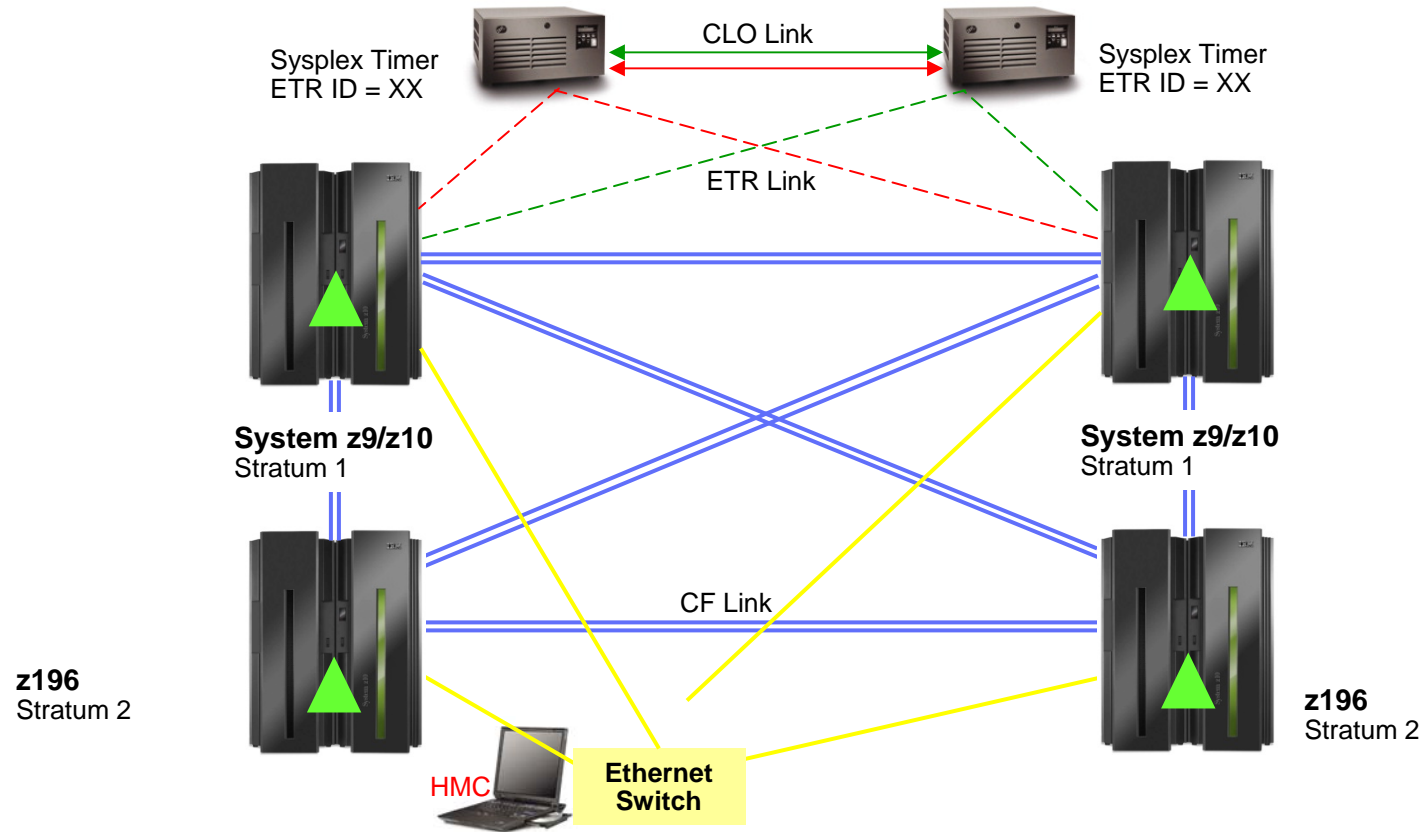 CLO Link
Sysplex Timer
ETR ID = XX
Sysplex Timer
ETR ID = XX
ETR Link
System z9/z10
Stratum 1
System z9/z10
Stratum 1
CF Link
z196
Stratum 2
z196
Stratum 2
HMC
Ethernet
Switch